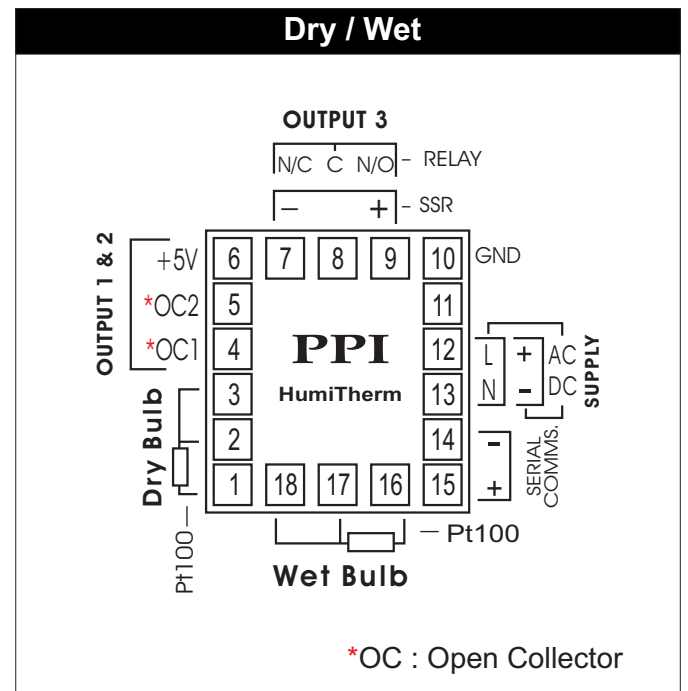 Dry / Wet
OUTPUT 3
N/C C N/O – RELAY
– + – SSR
OUTPUT 1 & 2
+5V
*OC2
*OC1
6 7 8 9 10 GND
5 11
4 12
3 13
2 14
1 18 17 16 15
PPI
HumiTherm
L + AC
N – DC
SUPPLY
–
+
SERIAL
COMMS.
Dry Bulb
Pt100
Pt100
Wet Bulb
*OC : Open Collector